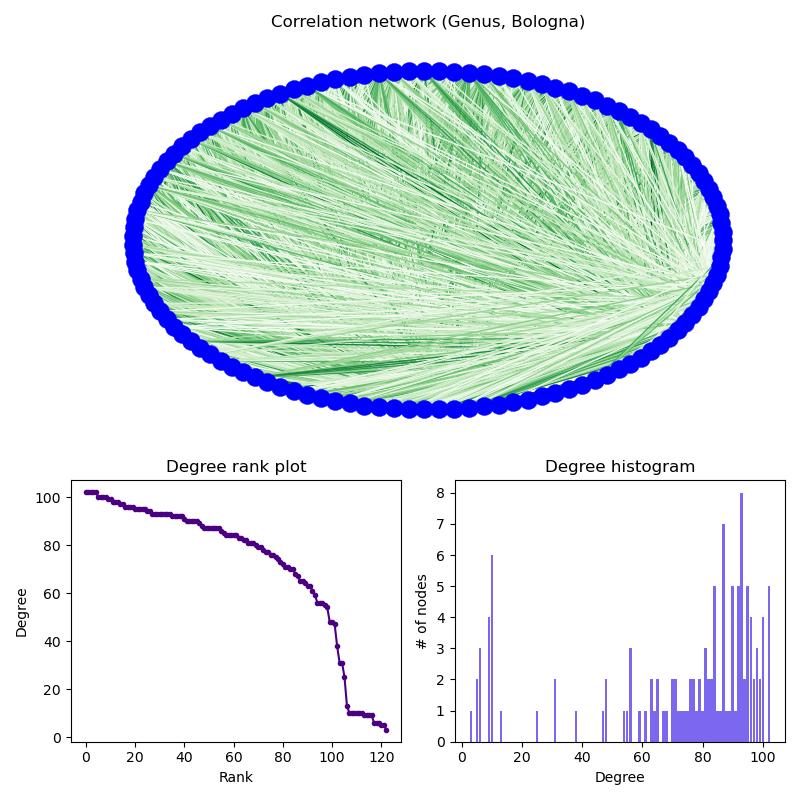 Correlation network (Genus, Bologna)
Degree rank plot
Degree
100
80
60
40
20
0
0 20 40 60 80 100 120
Rank
Degree histogram
# of nodes
8
7
6
5
4
3
2
1
0
0 20 40 60 80 100
Degree